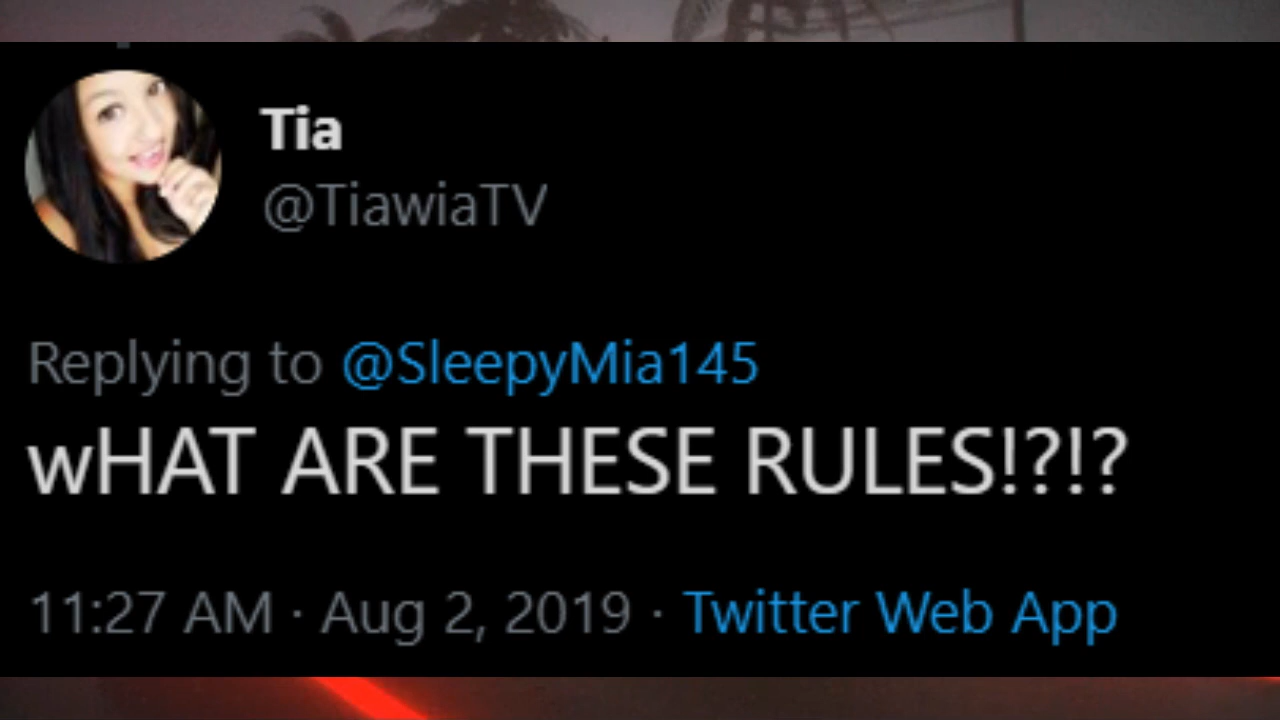 Tia
@TiawiaTV
Replying to @SleepyMia145
wHAT ARE THESE RULES!?!?
11:27 AM · Aug 2, 2019 · Twitter Web App